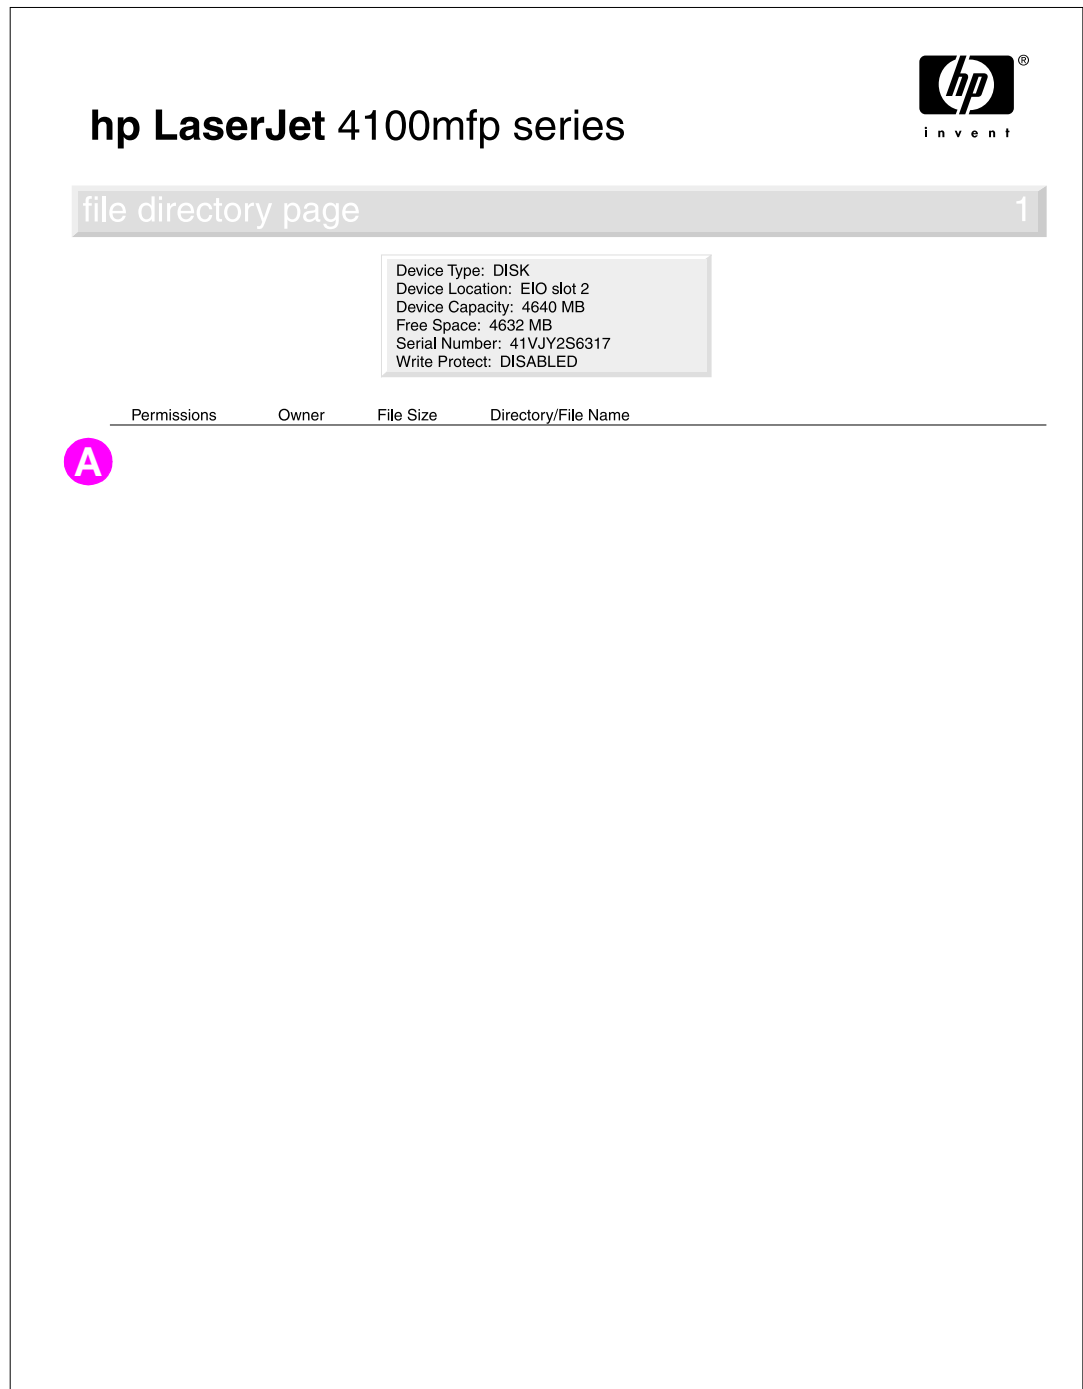 hp
®
invent
hp LaserJet 4100mfp series
file directory page 1
Device Type: DISK
Device Location: EIO slot 2
Device Capacity: 4640 MB
Free Space: 4632 MB
Serial Number: 41VJY2S6317
Write Protect: DISABLED
Permissions Owner File Size Directory/File Name
A